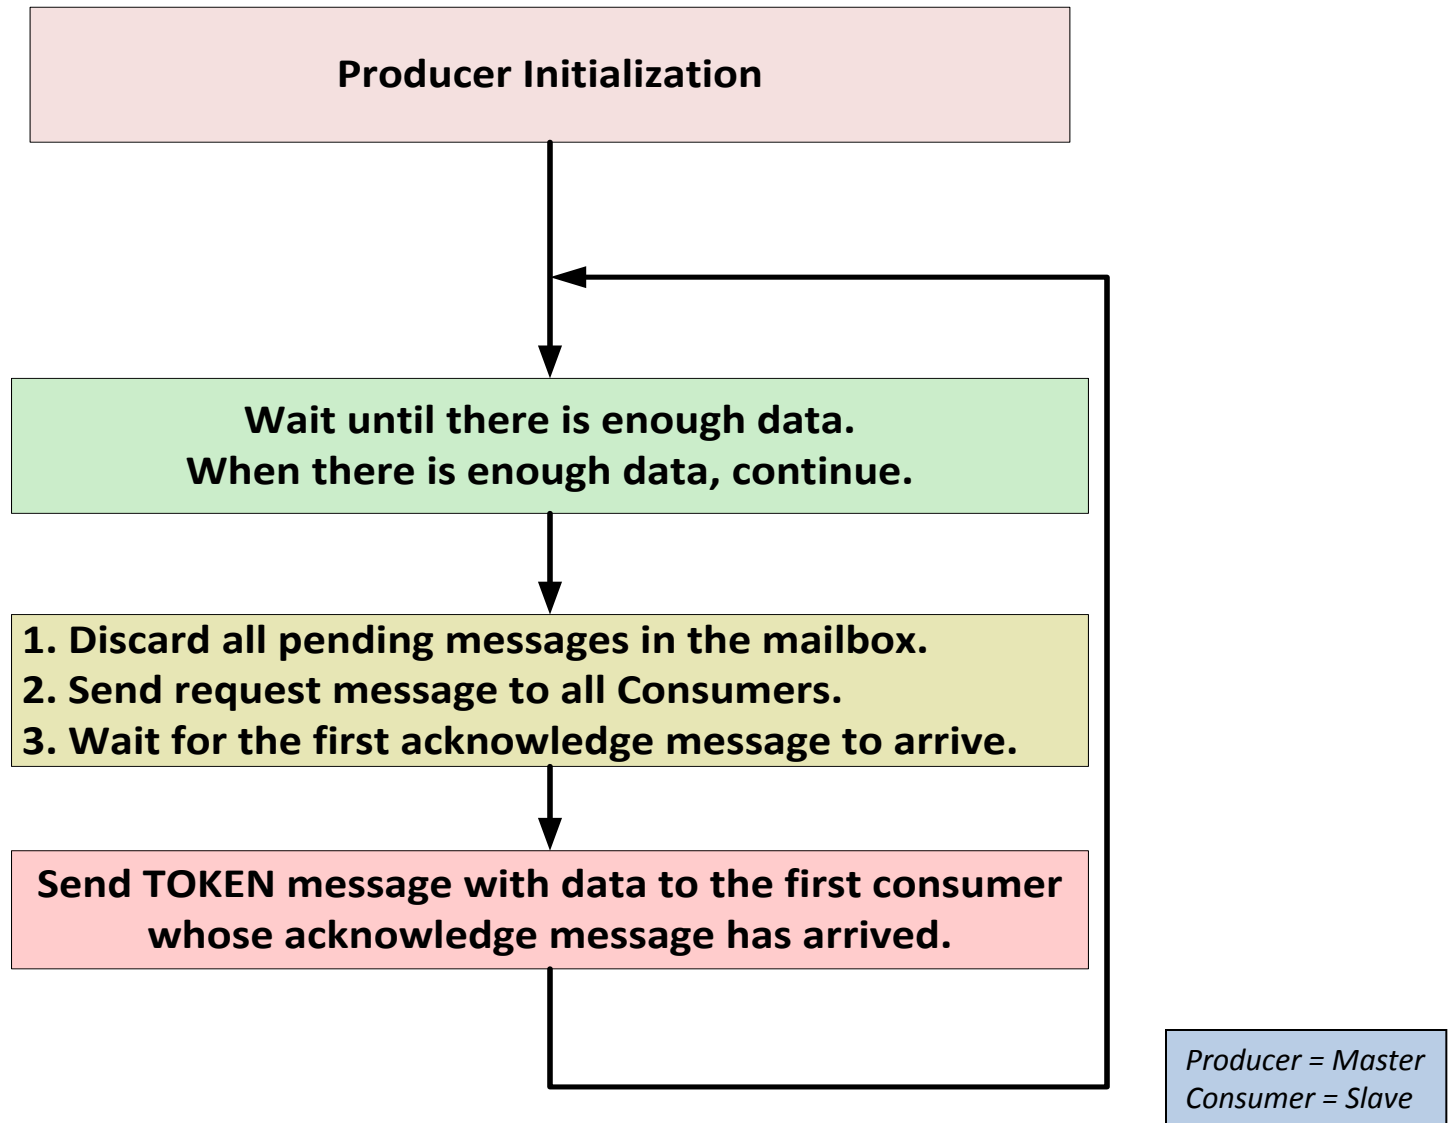 Producer Initialization
Wait until there is enough data.
When there is enough data, continue.
1. Discard all pending messages in the mailbox.
2. Send request message to all Consumers.
3. Wait for the first acknowledge message to arrive.
Send TOKEN message with data to the first consumer
whose acknowledge message has arrived.
Producer = Master
Consumer = Slave